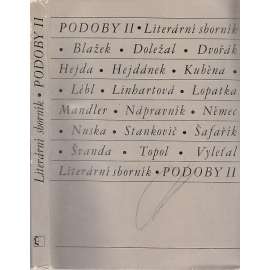 Literární sborník • PODOBY II
PODOBY II • Literární sborník
• Blažek • Doležal • Dvořák
Hejda • Hejdánek • Kuběna •
• Lébl • Linhartová • Lopatka
Mandler • Nápravník • Němec
• Nuska • Stankovič • Šafařík
• Švanda • Topol • Vyleťal
Literární sborník • PODOBY II